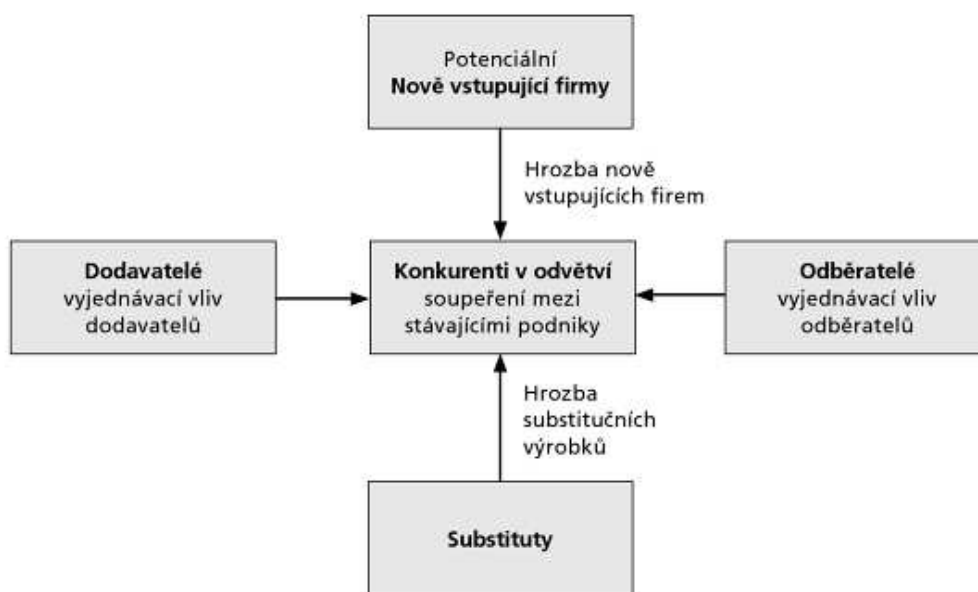 Potenciální
Nově vstupující firmy
Hrozba nově
vstupujících firem
Dodavatelé
vyjednávací vliv
dodavatelů
Konkurenti v odvětví
soupeření mezi
stávajícími podniky
Odběratelé
vyjednávací vliv
odběratelů
Hrozba
substitučních
výrobků
Substituty